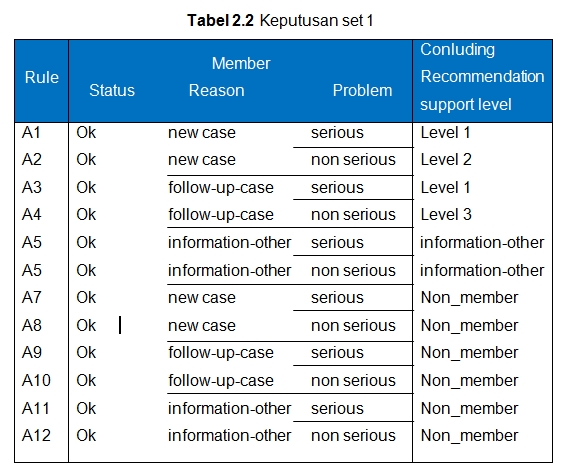 Tabel 2.2 Keputusan set 1
Rule Member Conluding Recommendation support level
Status Reason Problem
A1 Ok new case serious Level 1
A2 Ok new case non serious Level 2
A3 Ok follow-up-case serious Level 1
A4 Ok follow-up-case non serious Level 3
A5 Ok information-other serious information-other
A5 Ok information-other non serious information-other
A7 Ok new case serious Non_member
A8 Ok new case non serious Non_member
A9 Ok follow-up-case serious Non_member
A10 Ok follow-up-case non serious Non_member
A11 Ok information-other serious Non_member
A12 Ok information-other non serious Non_member